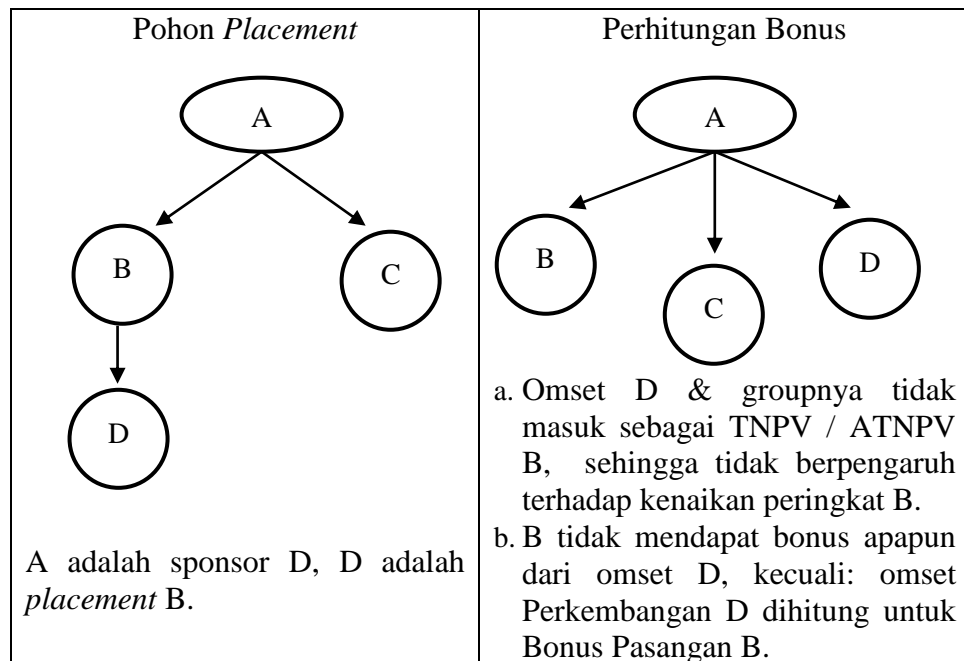 Pohon Placement
A
B
C
D
A adalah sponsor D, D adalah
placement B.
Perhitungan Bonus
A
B
C
D
a. Omset D & groupnya tidak
masuk sebagai TNPV / ATNPV
B, sehingga tidak berpengaruh
terhadap kenaikan peringkat B.
b. B tidak mendapat bonus apapun
dari omset D, kecuali: omset
Perkembangan D dihitung untuk
Bonus Pasangan B.